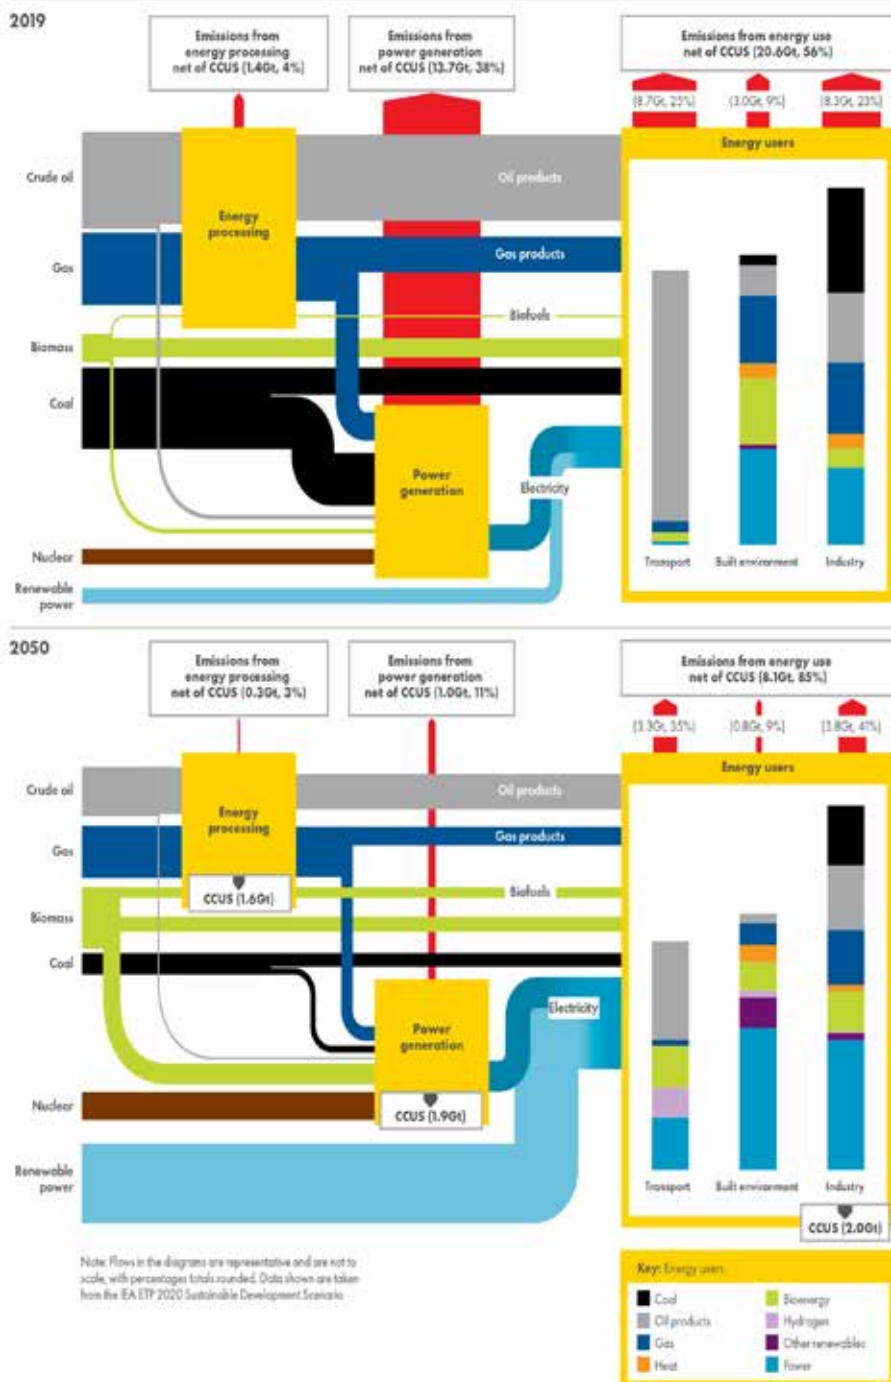 2019
Emissions from
energy processing
net of CCUS (1.4Gt, 4%)
Emissions from
power generation
net of CCUS (13.7Gt, 38%)
Emissions from energy use
net of CCUS (20.6Gt, 56%)
(8.7Gt, 25%)
(3.0Gt, 9%)
(8.3Gt, 23%)
Energy users
Crude oil
Oil products
Energy
processing
Gas
Gas products
Biofuels
Biomass
Coal
Power
generation
Electricity
Nuclear
Renewable
power
Transport
Built environment
Industry
2050
Emissions from
energy processing
net of CCUS (0.3Gt, 3%)
Emissions from
power generation
net of CCUS (1.0Gt, 11%)
Emissions from energy use
net of CCUS (8.1Gt, 85%)
(3.3Gt, 35%)
(0.8Gt, 9%)
(3.8Gt, 41%)
Energy users
Crude oil
Oil products
Energy
processing
Gas
Gas products
CCUS (1.6Gt)
Biofuels
Biomass
Coal
Power
generation
Electricity
Nuclear
CCUS (1.9Gt)
Renewable
power
Transport
Built environment
Industry
CCUS (2.0Gt)
Note: Flows in the diagrams are representative and are not to
scale, with percentages totals rounded. Data shown are taken
from the IEA ETP 2020 Sustainable Development Scenario
Key: Energy users
Coal
Oil products
Gas
Heat
Bioenergy
Hydrogen
Other renewables
Power